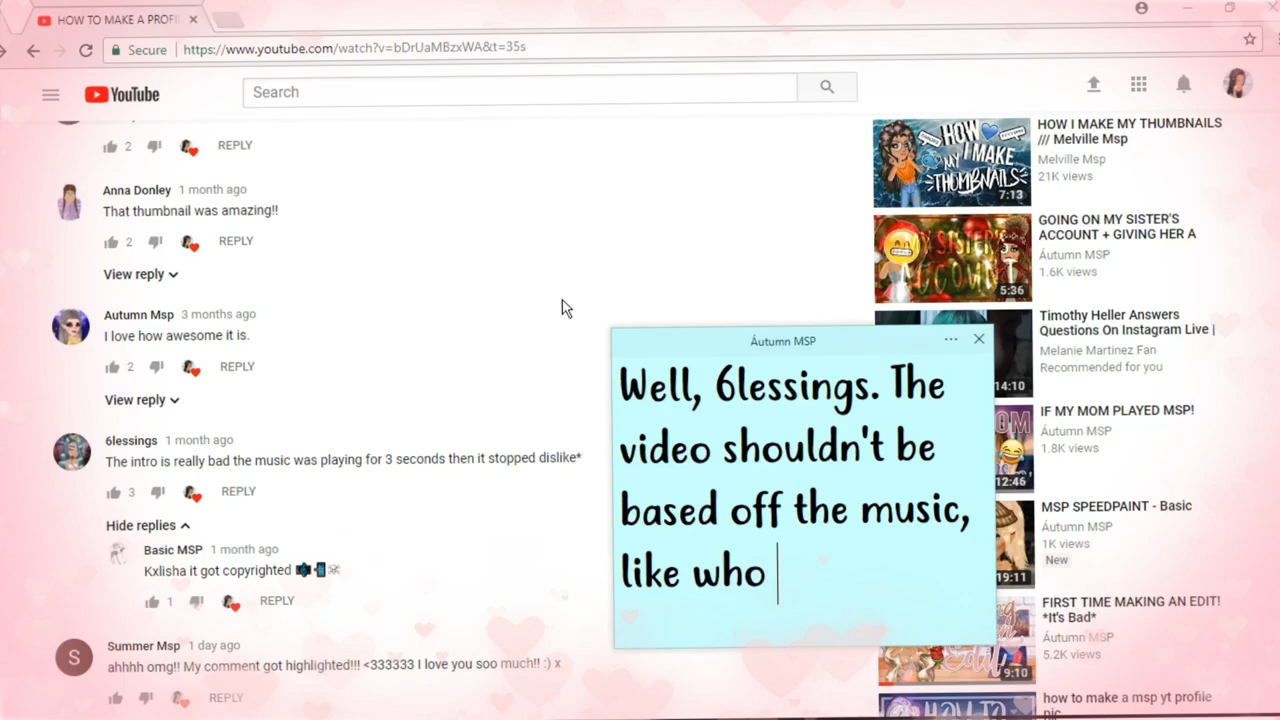 HOW TO MAKE A PROFI
Secure
https://www.youtube.com/watch?v=bDrUaMBzxWA&t=35s
YouTube
Search
2
REPLY
Anna Donley 1 month ago
That thumbnail was amazing!!
2
REPLY
View reply
Autumn Msp 3 months ago
I love how awesome it is.
2
REPLY
View reply
6lessings 1 month ago
The intro is really bad the music was playing for 3 seconds then it stopped dislike*
3
REPLY
Hide replies
Basic MSP 1 month ago
Kxlisha it got copyrighted
1
REPLY
S
Summer Msp 1 day ago
ahhhh omg!! My comment got highlighted!!! <333333 I love you soo much!! :) x
REPLY
Áutumn MSP
Well, 6lessings. The
video shouldn't be
based off the music,
like who
HOW
I MAKE
MY
THUMBNAILS
7:13
HOW I MAKE MY THUMBNAILS
/// Melville Msp
Melville Msp
21K views
5:36
GOING ON MY SISTER'S
ACCOUNT + GIVING HER A
Áutumn MSP
1.6K views
14:10
Timothy Heller Answers
Questions On Instagram Live |
Melanie Martinez Fan
Recommended for you
12:46
IF MY MOM PLAYED MSP!
Áutumn MSP
1.8K views
19:11
MSP SPEEDPAINT - Basic
Áutumn MSP
1K views
New
9:10
FIRST TIME MAKING AN EDIT!
*It's Bad*
Áutumn MSP
5.2K views
HOW TO
how to make a msp yt profile
pic